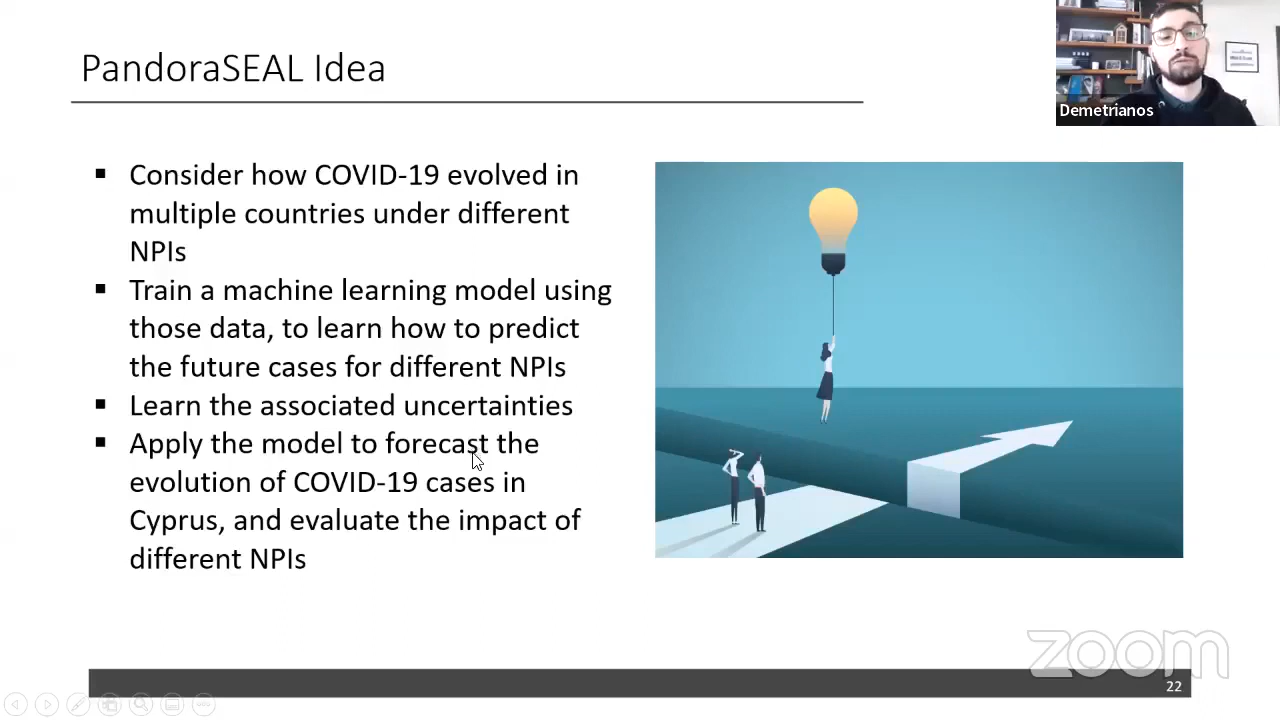 PandoraSEAL Idea
Demetrianos
▪ Consider how COVID-19 evolved in
multiple countries under different
NPIs
▪ Train a machine learning model using
those data, to learn how to predict
the future cases for different NPIs
▪ Learn the associated uncertainties
▪ Apply the model to forecast the
evolution of COVID-19 cases in
Cyprus, and evaluate the impact of
different NPIs
zoom
22